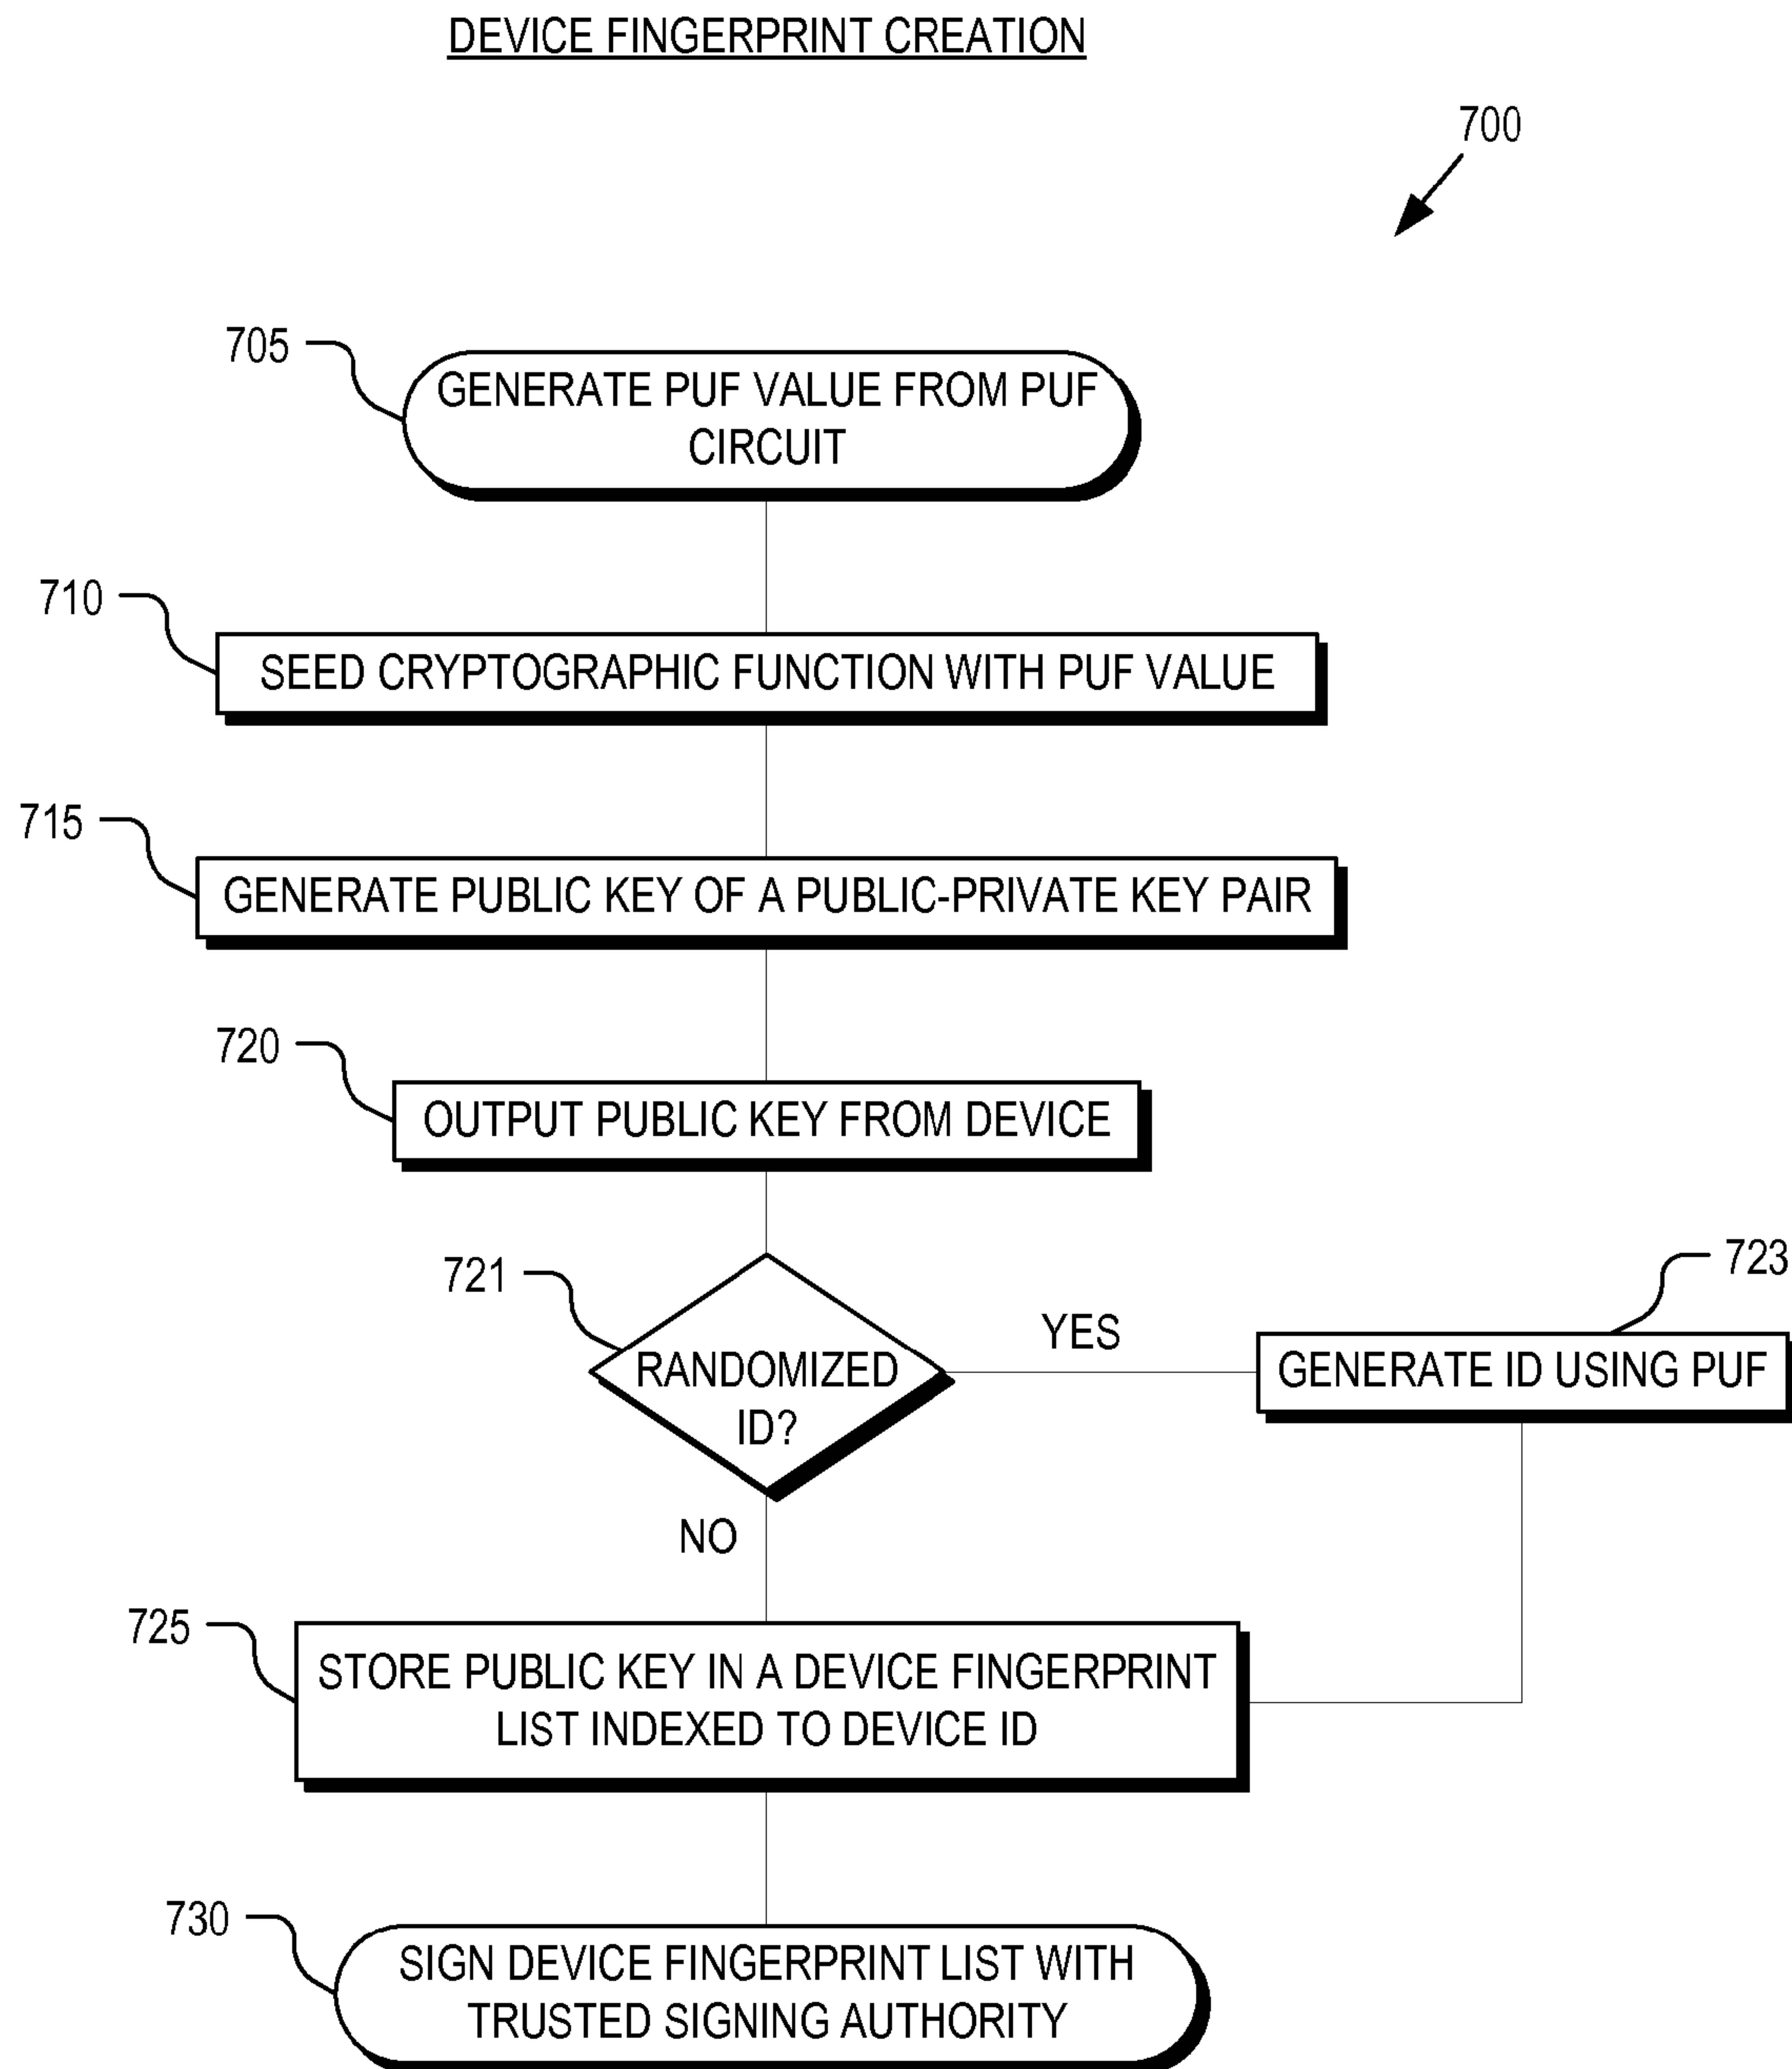 DEVICE FINGERPRINT CREATION
700
705
GENERATE PUF VALUE FROM PUF
CIRCUIT
710
SEED CRYPTOGRAPHIC FUNCTION WITH PUF VALUE
715
GENERATE PUBLIC KEY OF A PUBLIC-PRIVATE KEY PAIR
720
OUTPUT PUBLIC KEY FROM DEVICE
721
RANDOMIZED
ID?
YES
723
GENERATE ID USING PUF
NO
725
STORE PUBLIC KEY IN A DEVICE FINGERPRINT
LIST INDEXED TO DEVICE ID
730
SIGN DEVICE FINGERPRINT LIST WITH
TRUSTED SIGNING AUTHORITY